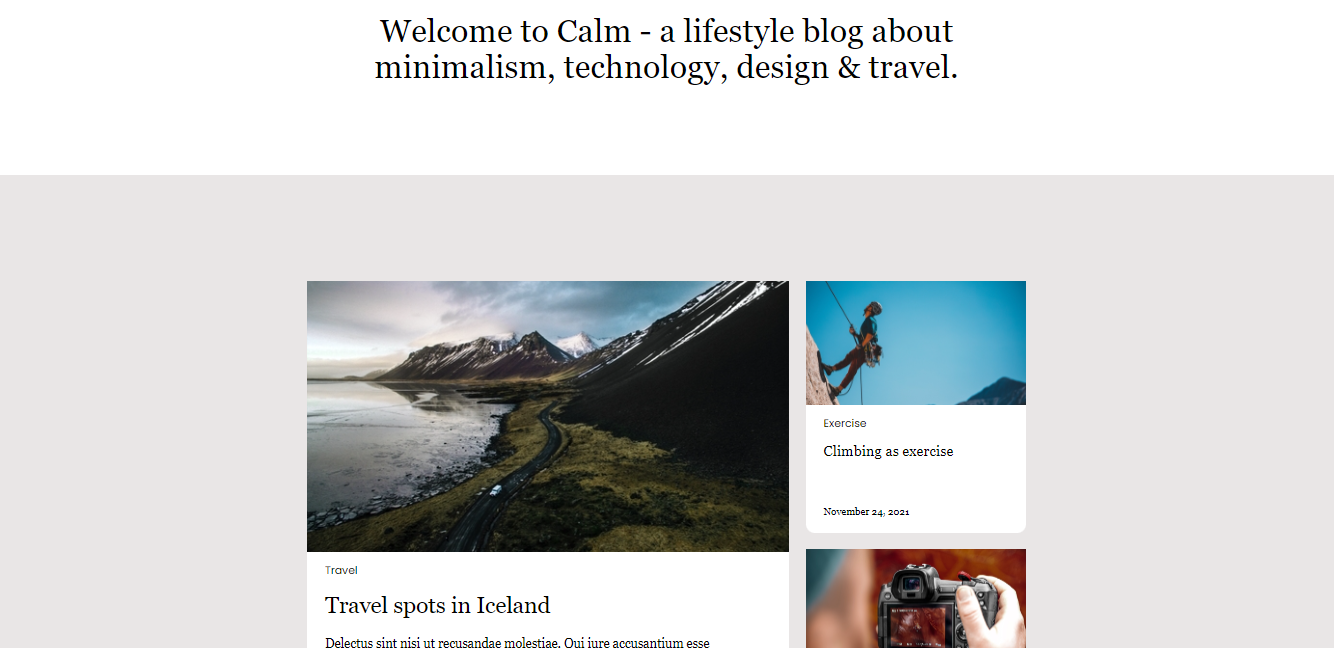 Welcome to Calm - a lifestyle blog about
minimalism, technology, design & travel.
Travel
Travel spots in Iceland
Delectus sint nisi ut recusandae molestiae. Qui iure accusantium esse
Exercise
Climbing as exercise
November 24, 2021